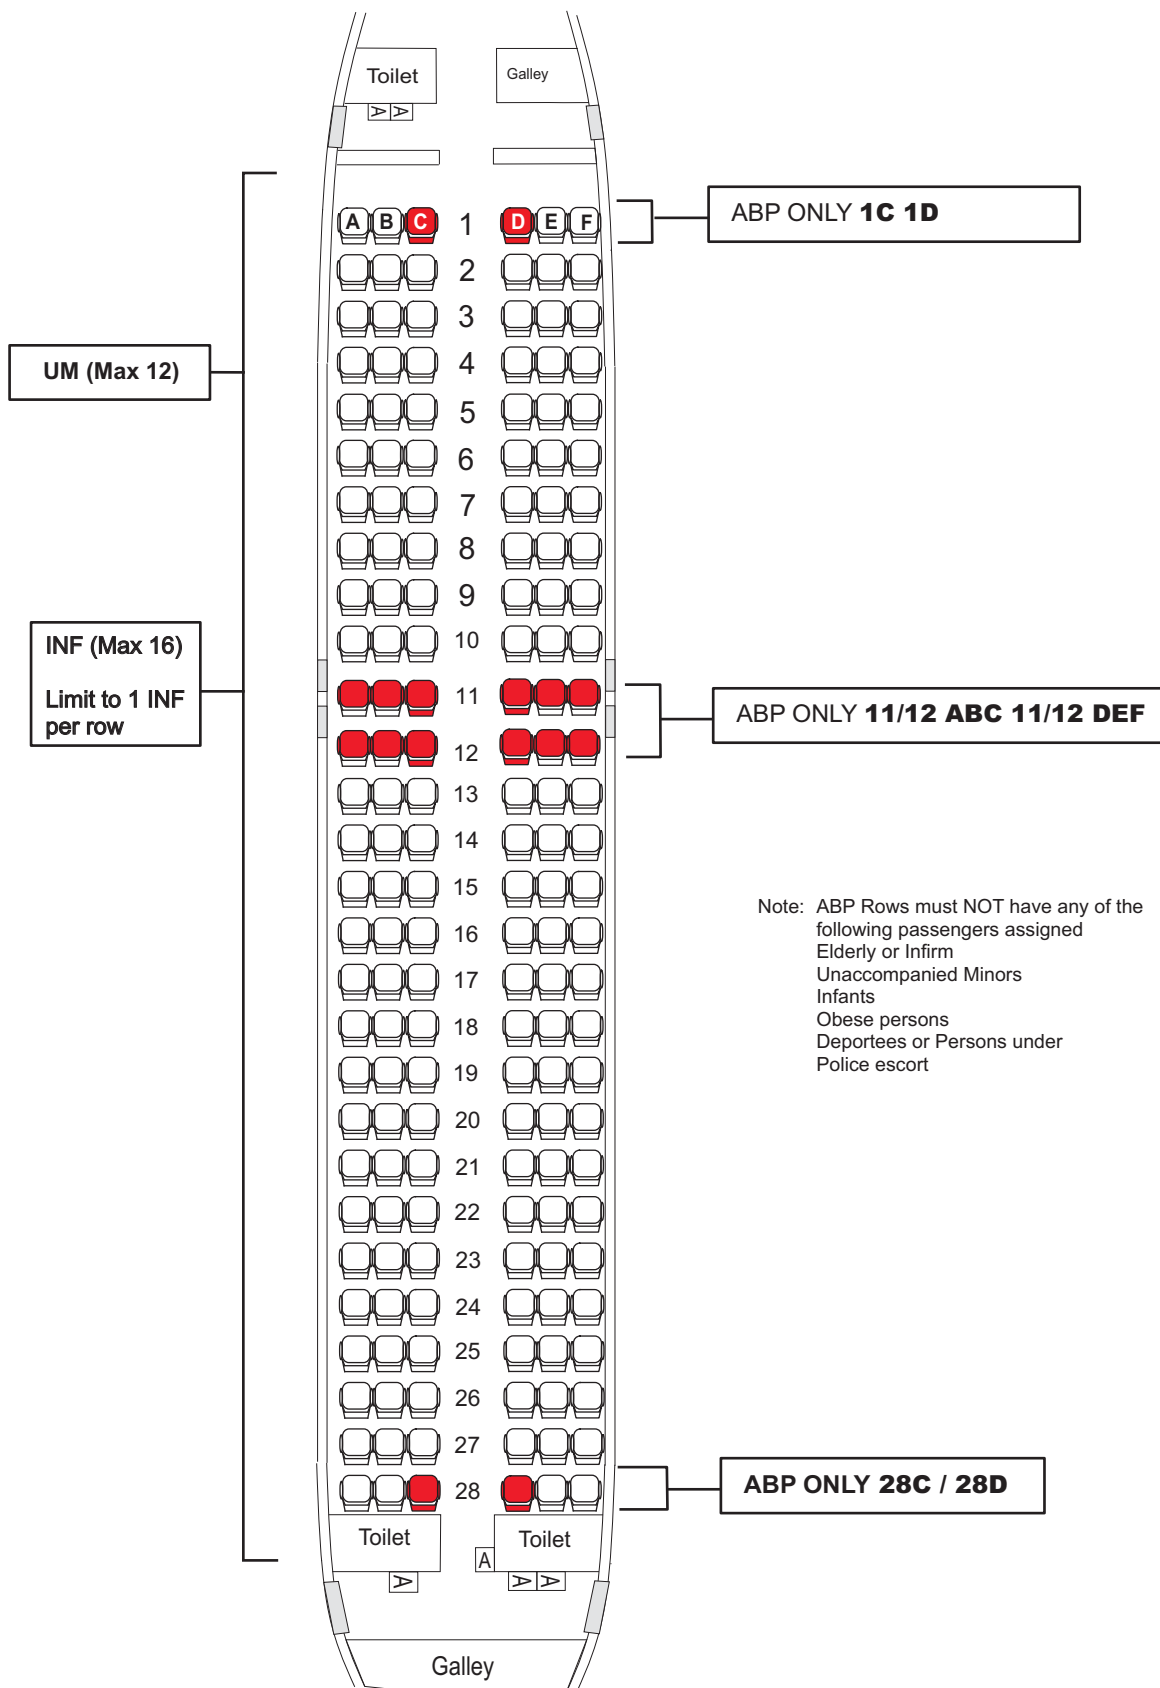 Toilet
Galley
A A
A B C 1 D E F
ABP ONLY 1C 1D
2
3
4
UM (Max 12)
5
6
7
8
9
10
INF (Max 16)
Limit to 1 INF
per row
11
ABP ONLY 11/12 ABC 11/12 DEF
12
13
14
15
Note: ABP Rows must NOT have any of the
following passengers assigned
Elderly or Infirm
Unaccompanied Minors
Infants
Obese persons
Deportees or Persons under
Police escort
16
17
18
19
20
21
22
23
24
25
26
27
28
ABP ONLY 28C / 28D
Toilet
Toilet
A
A
A A
Galley